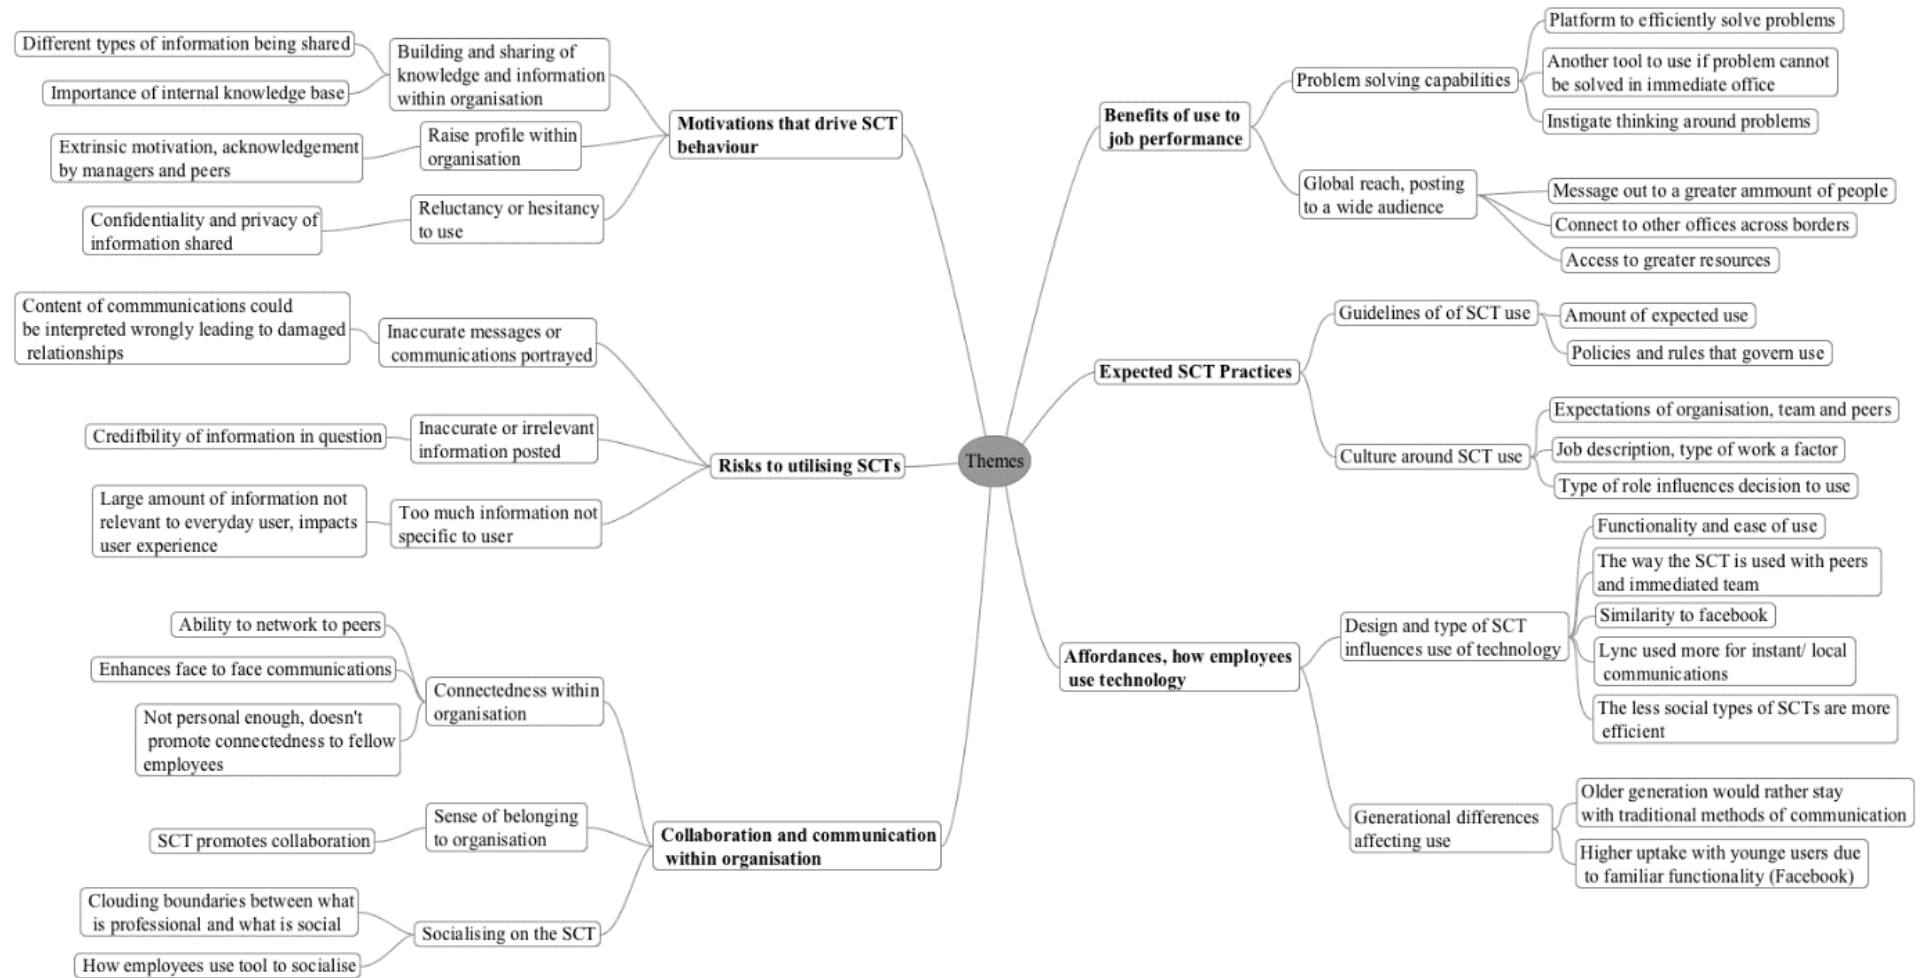 Different types of information being shared
Importance of internal knowledge base
Building and sharing of
knowledge and information
within organisation
Extrinsic motivation, acknowledgement
by managers and peers
Raise profile within
organisation
Confidentiality and privacy of
information shared
Reluctancy or hesitancy
to use
Motivations that drive SCT
behaviour
Content of commmunications could
be interpreted wrongly leading to damaged
relationships
Inaccurate messages or
communications portrayed
Credifbility of information in question
Inaccurate or irrelevant
information posted
Large amount of information not
relevant to everyday user, impacts
user experience
Too much information not
specific to user
Risks to utilising SCTs
Ability to network to peers
Enhances face to face communications
Not personal enough, doesn't
promote connectedness to fellow
employees
Connectedness within
organisation
SCT promotes collaboration
Sense of belonging
to organisation
Clouding boundaries between what
is professional and what is social
How employees use tool to socialise
Socialising on the SCT
Collaboration and communication
within organisation
Themes
Benefits of use to
job performance
Problem solving capabilities
Platform to efficiently solve problems
Another tool to use if problem cannot
be solved in immediate office
Instigate thinking around problems
Global reach, posting
to a wide audience
Message out to a greater ammount of people
Connect to other offices across borders
Access to greater resources
Expected SCT Practices
Guidelines of of SCT use
Amount of expected use
Policies and rules that govern use
Culture around SCT use
Expectations of organisation, team and peers
Job description, type of work a factor
Type of role influences decision to use
Affordances, how employees
use technology
Design and type of SCT
influences use of technology
Functionality and ease of use
The way the SCT is used with peers
and immediated team
Similarity to facebook
Lync used more for instant/ local
communications
The less social types of SCTs are more
efficient
Generational differences
affecting use
Older generation would rather stay
with traditional methods of communication
Higher uptake with younge users due
to familiar functionality (Facebook)